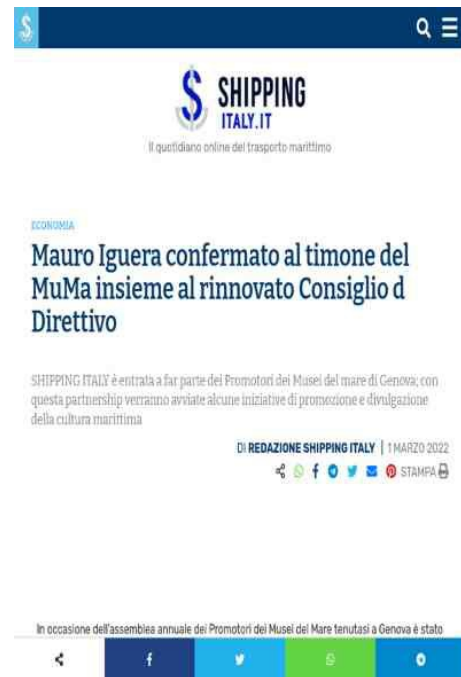 SHIPPING
ITALY.IT
Il quotidiano online del trasporto marittimo
ECONOMIA
Mauro Iguera confermato al timone del
MuMa insieme al rinnovato Consiglio d
Direttivo
SHIPPING ITALY è entrata a far parte dei Promotori dei Musei del mare di Genova; con
questa partnership verranno avviate alcune iniziative di promozione e divulgazione
della cultura marittima
DI REDAZIONE SHIPPING ITALY | 1 MARZO 2022
STAMPA
In occasione dell'assemblea annuale dei Promotori dei Musei del Mare tenutasi a Genova è stato